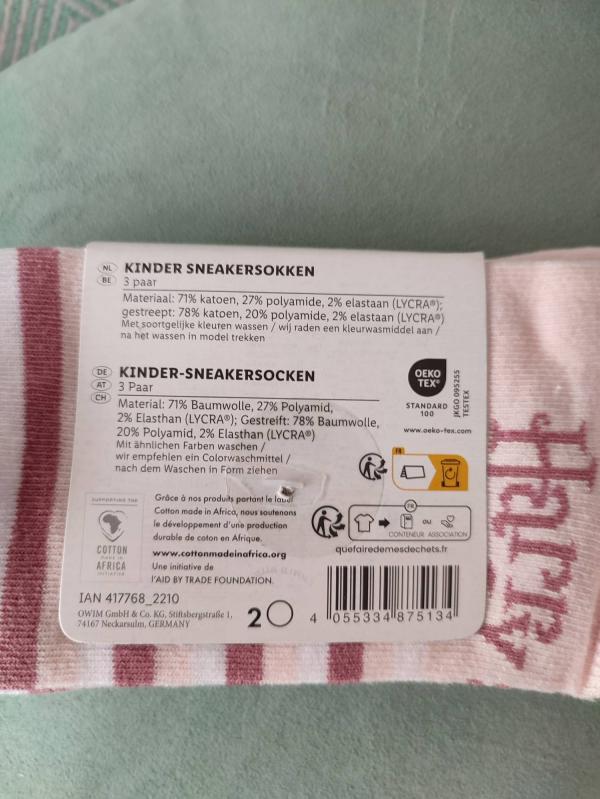 NL
BE
KINDER SNEAKERSOKKEN
3 paar
Materiaal: 71% katoen, 27% polyamide, 2% elastaan (LYCRA®);
gestreept: 78% katoen, 20% polyamide, 2% elastaan (LYCRA®)
Met soortgelijke kleuren wassen / wij raden een kleurwasmiddel aan /
na het wassen in model trekken
DE
AT
CH
KINDER-SNEAKERSOCKEN
3 Paar
Material: 71% Baumwolle, 27% Polyamid,
2% Elasthan (LYCRA®); Gestreift: 78% Baumwolle,
20% Polyamid, 2% Elasthan (LYCRA®)
Mit ähnlichen Farben waschen /
wir empfehlen ein Colorwaschmittel /
nach dem Waschen in Form ziehen
OEKO
TEX®
STANDARD
100
JKGO 095255
TESTEX
www.oeko-tex.com
FR
SUPPORTING THE
COTTON
MADE IN
AFRICA
INITIATIVE
Grâce à nos produits portant le label
Cotton made in Africa, nous soutenons
le développement d'une production
durable de coton en Afrique.
www.cottonmadeinafrica.org
Une initiative de
l'AID BY TRADE FOUNDATION.
FR
OU
CONTENEUR ASSOCIATION
quefairedemesdechets.fr
IAN 417768_2210
OWIM GmbH & Co. KG, Stiftsbergstraße 1,
74167 Neckarsulm, GERMANY
2
4 055334 875134